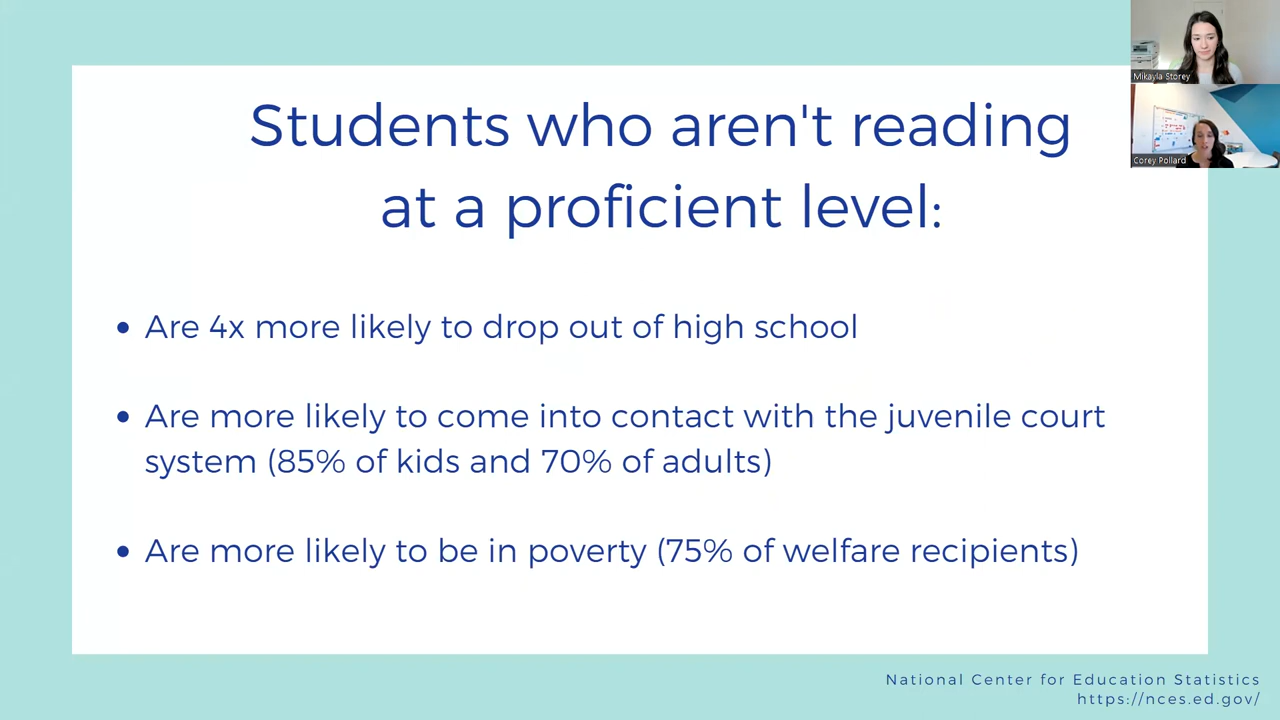 Students who aren't reading
at a proficient level:
• Are 4x more likely to drop out of high school
• Are more likely to come into contact with the juvenile court
system (85% of kids and 70% of adults)
• Are more likely to be in poverty (75% of welfare recipients)
National Center for Education Statistics
https://nces.ed.gov/
Mikayla Storey
Corey Pollard